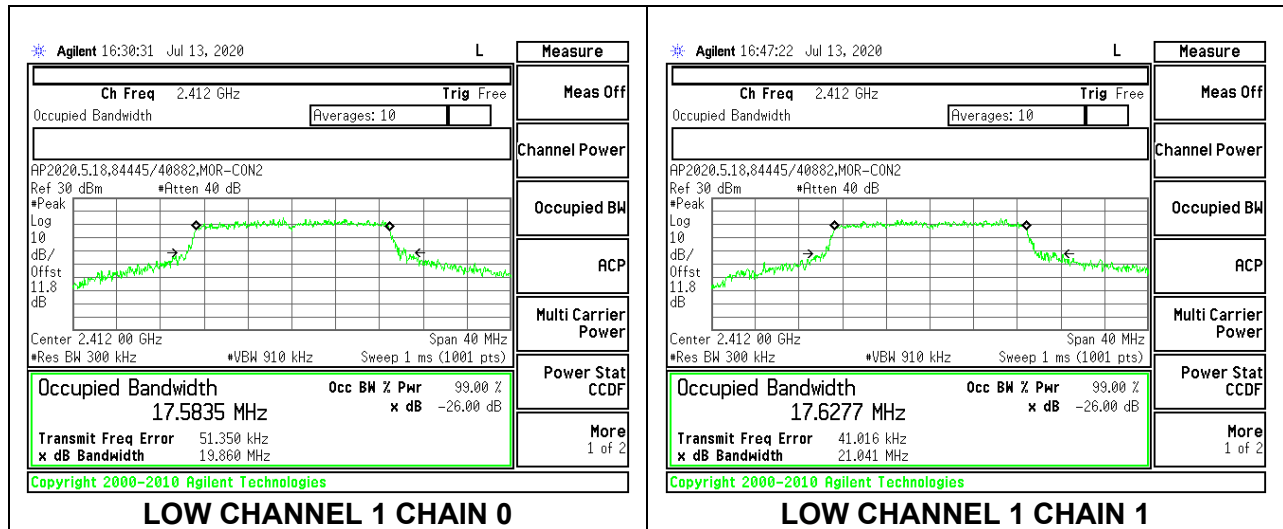 Agilent 16:30:31 Jul 13, 2020 L
Measure
Ch Freq 2.412 GHz Trig Free
Occupied Bandwidth Averages: 10
AP2020.5.18,84445/40882,MOR-CON2
Ref 30 dBm #Atten 40 dB
#Peak
Log
10
dB/
Offst
11.8
dB
Center 2.412 00 GHz Span 40 MHz
#Res BW 300 kHz #VBW 910 kHz Sweep 1 ms (1001 pts)
Occupied Bandwidth Occ BW % Pwr 99.00 %
17.5835 MHz x dB -26.00 dB
Transmit Freq Error 51.350 kHz
x dB Bandwidth 19.860 MHz
Copyright 2000-2010 Agilent Technologies
Meas Off
Channel Power
Occupied BW
ACP
Multi Carrier
Power
Power Stat
CCDF
More
1 of 2
LOW CHANNEL 1 CHAIN 0
Agilent 16:47:22 Jul 13, 2020 L
Measure
Ch Freq 2.412 GHz Trig Free
Occupied Bandwidth Averages: 10
AP2020.5.18,84445/40882,MOR-CON2
Ref 30 dBm #Atten 40 dB
#Peak
Log
10
dB/
Offst
11.8
dB
Center 2.412 00 GHz Span 40 MHz
#Res BW 300 kHz #VBW 910 kHz Sweep 1 ms (1001 pts)
Occupied Bandwidth Occ BW % Pwr 99.00 %
17.6277 MHz x dB -26.00 dB
Transmit Freq Error 41.016 kHz
x dB Bandwidth 21.041 MHz
Copyright 2000-2010 Agilent Technologies
Meas Off
Channel Power
Occupied BW
ACP
Multi Carrier
Power
Power Stat
CCDF
More
1 of 2
LOW CHANNEL 1 CHAIN 1